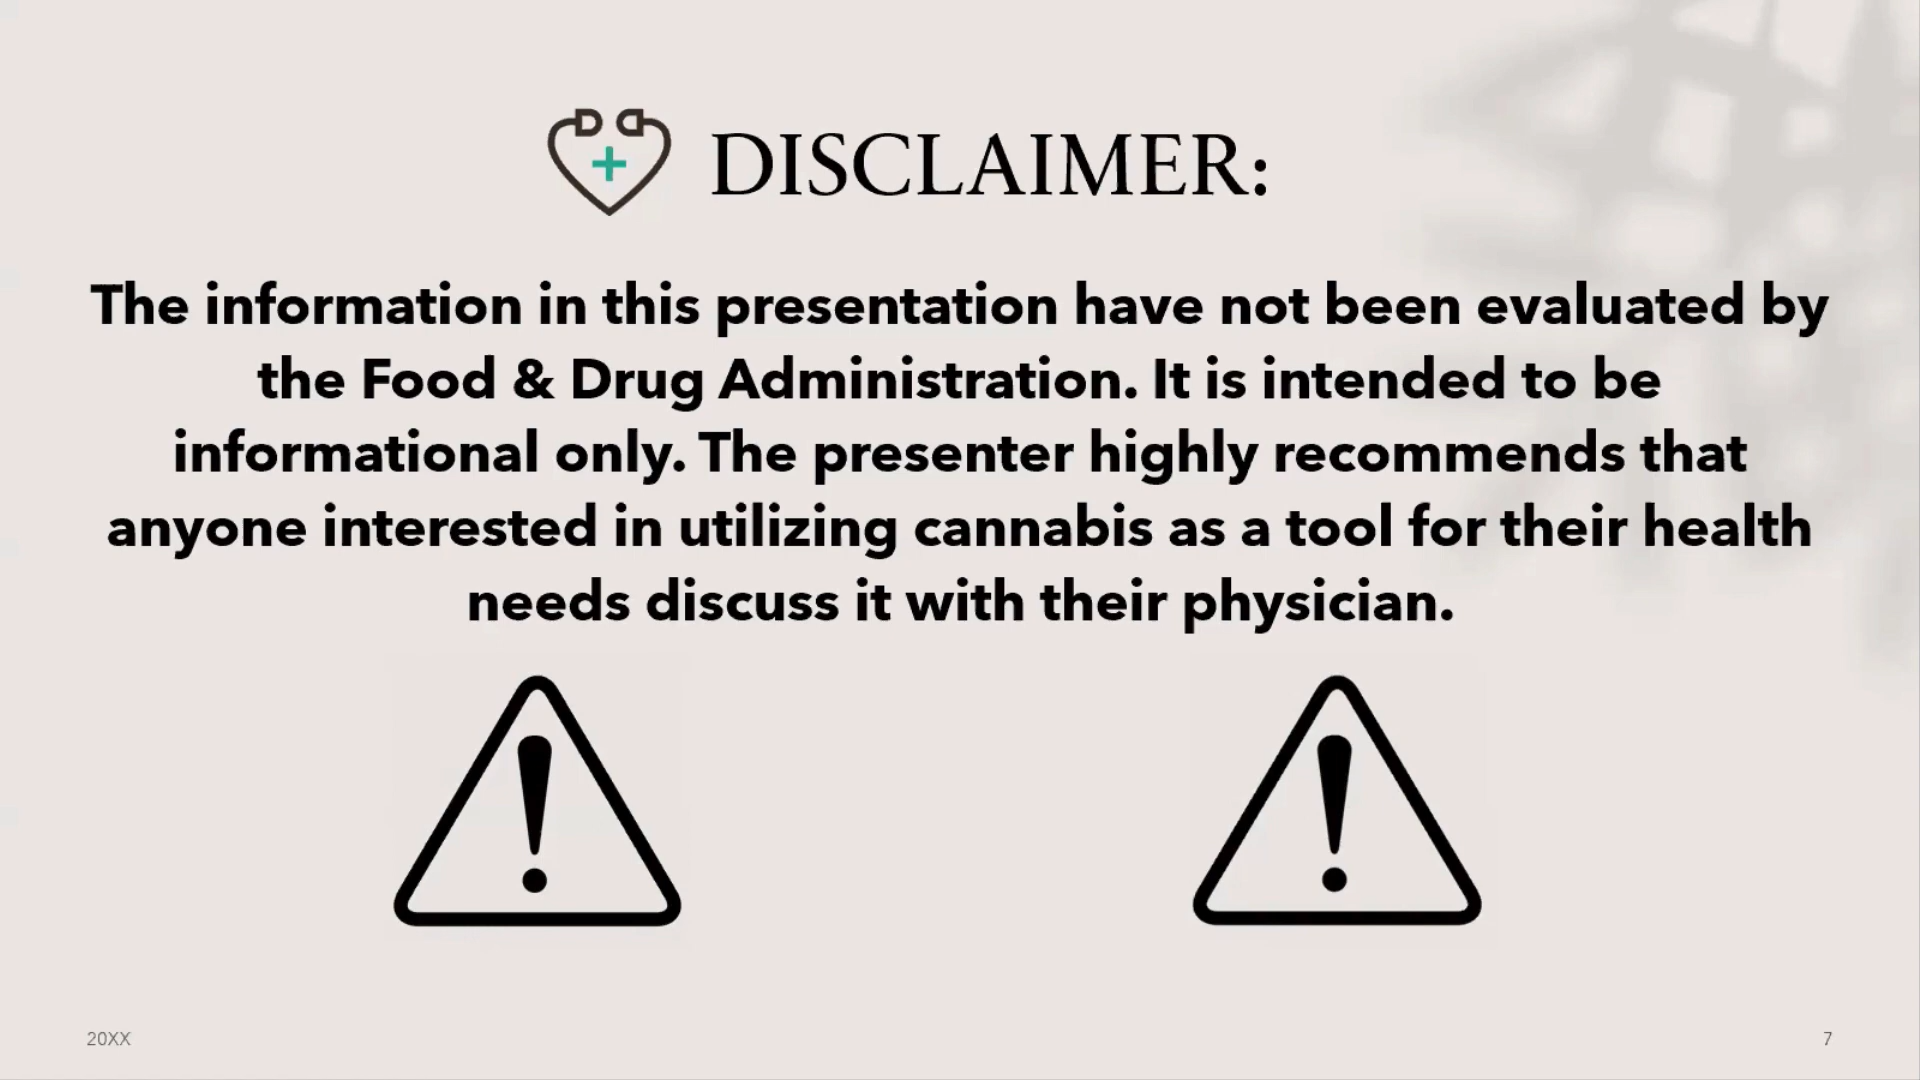 DISCLAIMER:
The information in this presentation have not been evaluated by
the Food & Drug Administration. It is intended to be
informational only. The presenter highly recommends that
anyone interested in utilizing cannabis as a tool for their health
needs discuss it with their physician.
20XX
7